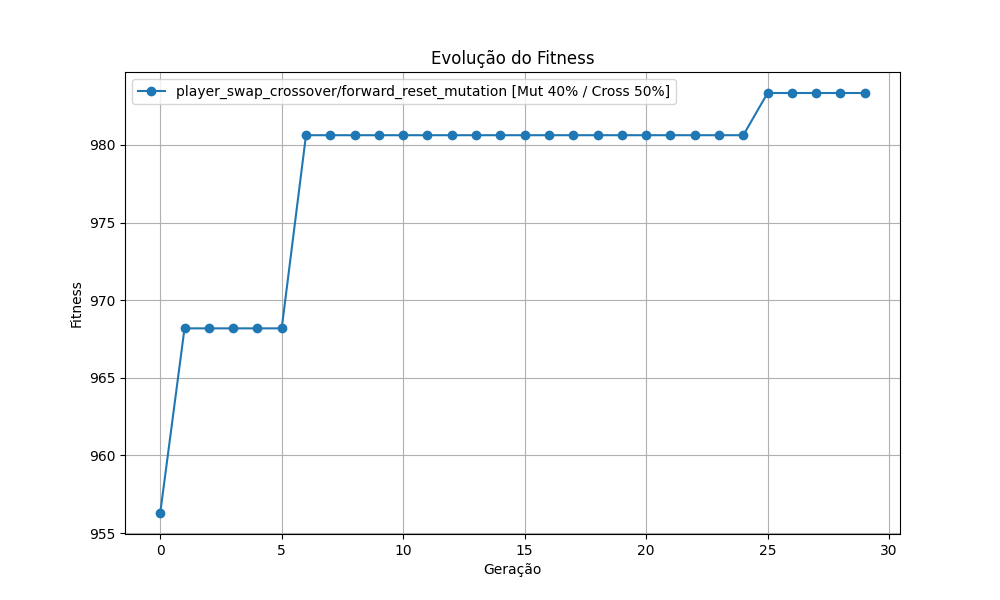 Evolução do Fitness
player_swap_crossover/forward_reset_mutation [Mut 40% / Cross 50%]
Fitness
980
975
970
965
960
955
0 5 10 15 20 25 30
Geração